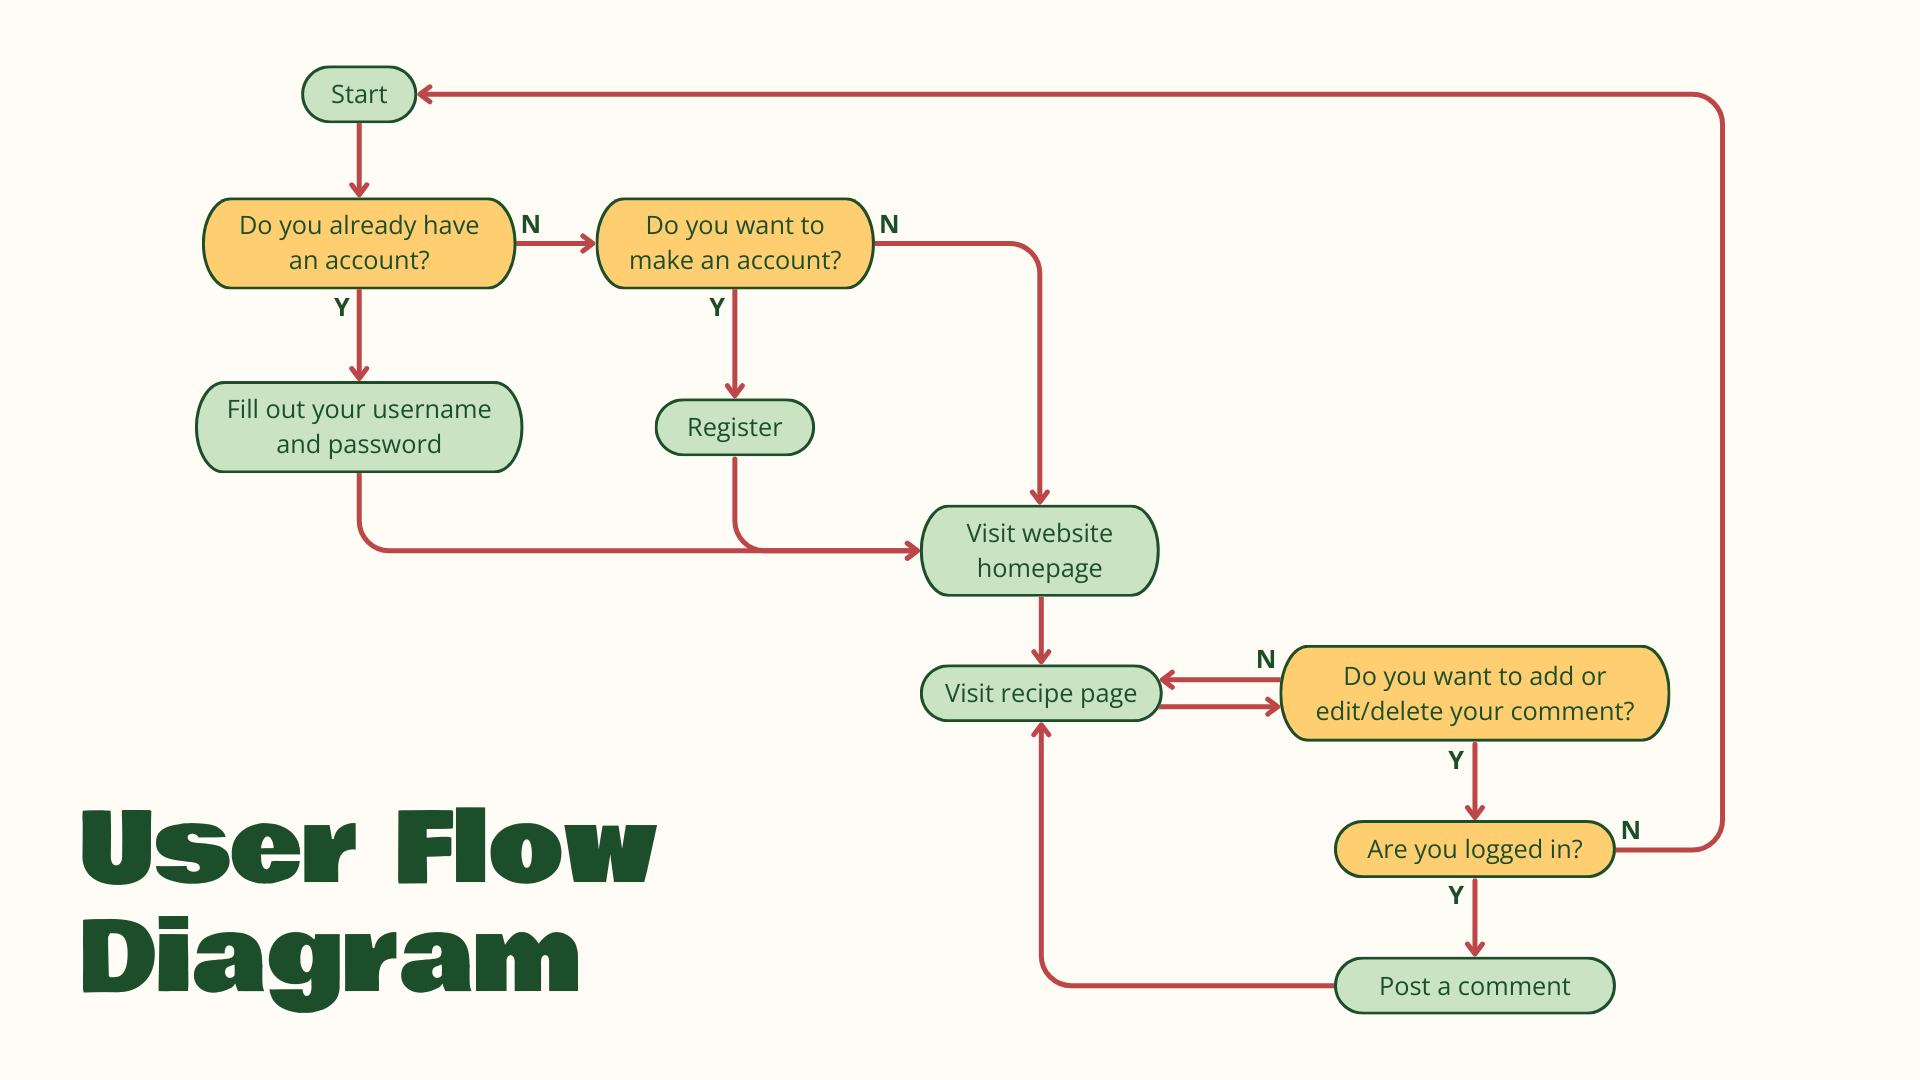 Start
Do you already have
an account?
N
Do you want to
make an account?
N
Y
Y
Fill out your username
and password
Register
Visit website
homepage
Visit recipe page
N
Do you want to add or
edit/delete your comment?
Y
Are you logged in?
N
Y
Post a comment
User Flow
Diagram